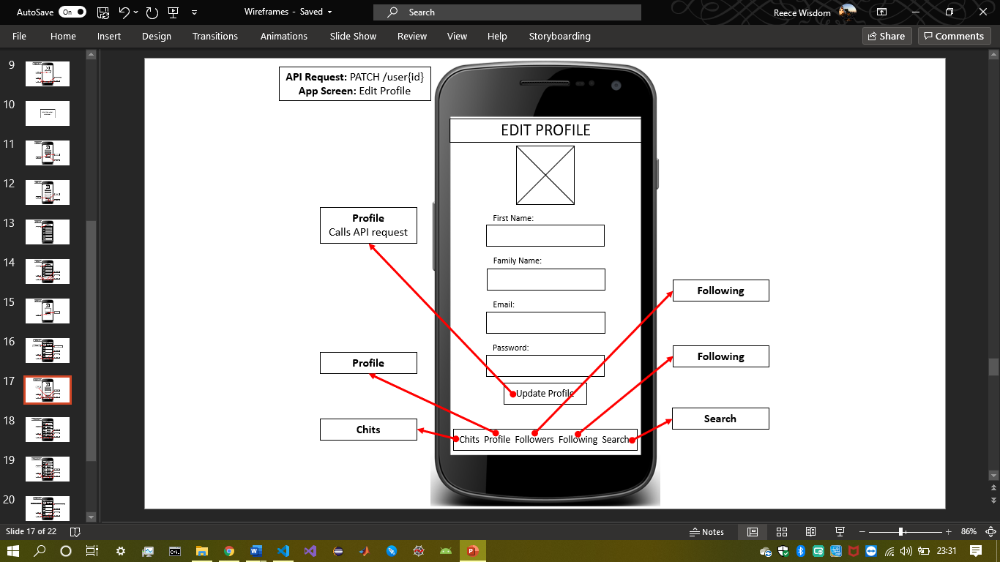 AutoSave On Wireframes - Saved Search Reece Wisdom
File Home Insert Design Transitions Animations Slide Show Review View Help Storyboarding Share Comments
9
10
11
12
13
14
15
16
17
18
19
20
API Request: PATCH /user{id}
App Screen: Edit Profile
EDIT PROFILE
First Name:
Family Name:
Email:
Password:
Update Profile
Chits Profile Followers Following Search
Profile
Calls API request
Profile
Chits
Following
Following
Search
Slide 17 of 22 Notes 86%
23:31